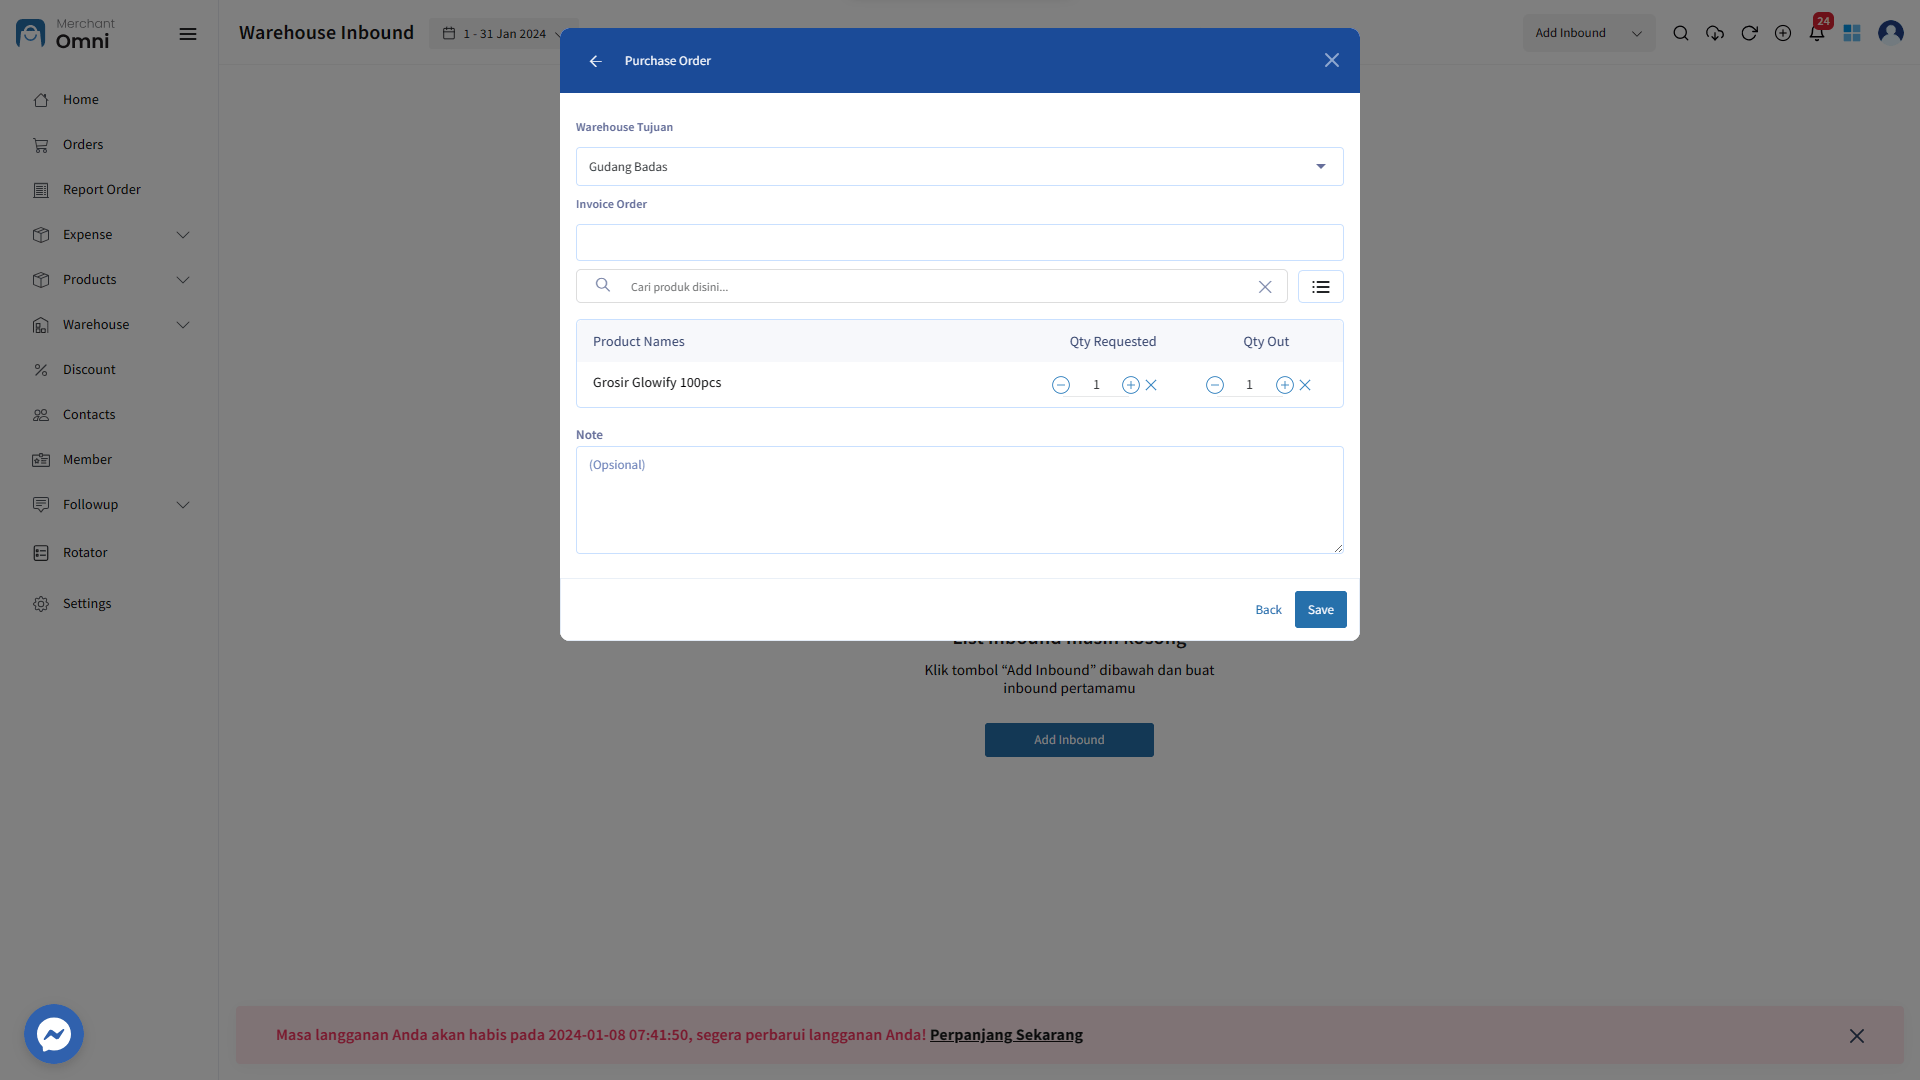 Merchant
Omni
Warehouse Inbound
1 - 31 Jan 2024
Add Inbound
24
Home
Orders
Report Order
Expense
Products
Warehouse
Discount
Contacts
Member
Followup
Rotator
Settings
Purchase Order
Warehouse Tujuan
Gudang Badas
Invoice Order
Cari produk disini...
Product Names Qty Requested Qty Out
Grosir Glowify 100pcs 1 1
Note
(Opsional)
Back Save
List Inbound masih kosong
Klik tombol “Add Inbound” dibawah dan buat
inbound pertamamu
Add Inbound
Masa langganan Anda akan habis pada 2024-01-08 07:41:50, segera perbarui langganan Anda! Perpanjang Sekarang